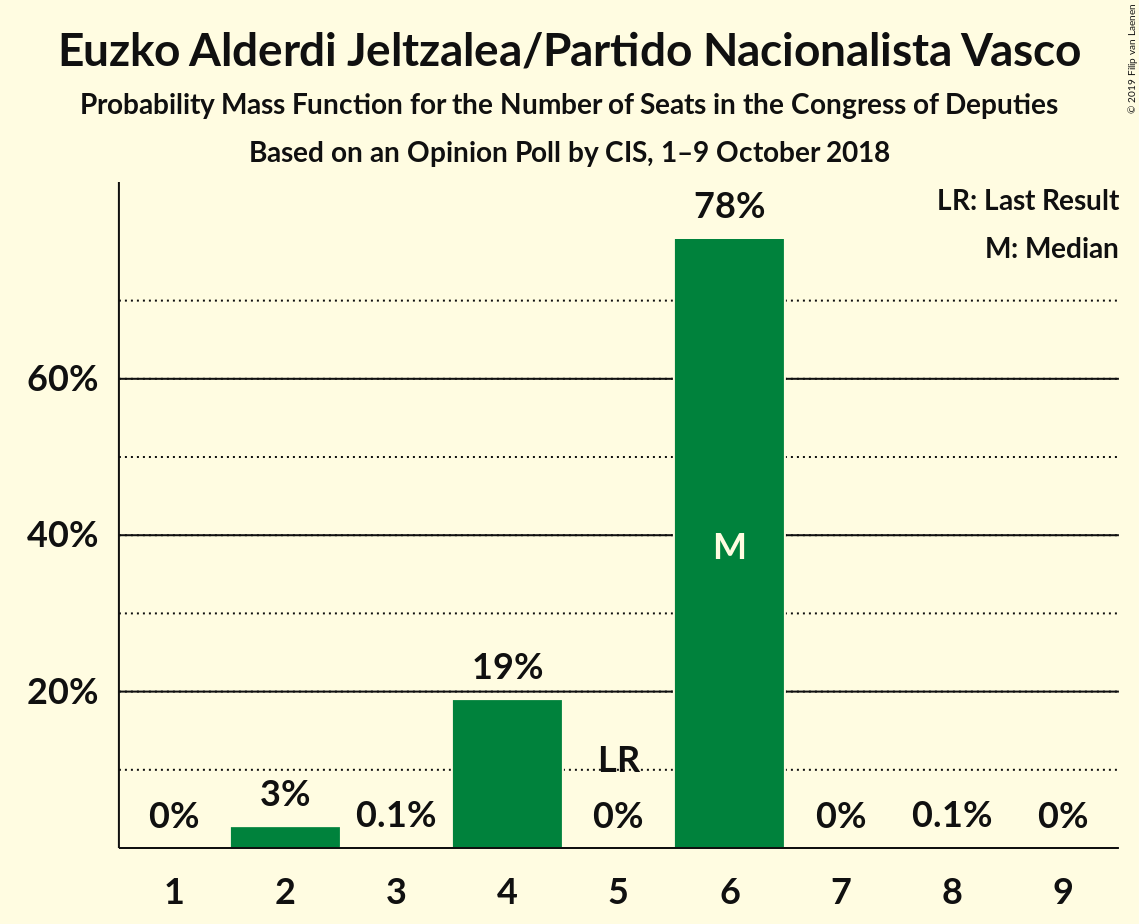 Euzko Alderdi Jeltzalea/Partido Nacionalista Vasco
Probability Mass Function for the Number of Seats in the Congress of Deputies
Based on an Opinion Poll by CIS, 1–9 October 2018
© 2019 Filip van Laenen
LR: Last Result
M: Median
78%
60%
40%
M
19%
20%
LR
3%
0%
0.1%
0%
0%
0.1%
0%
1 2 3 4 5 6 7 8 9